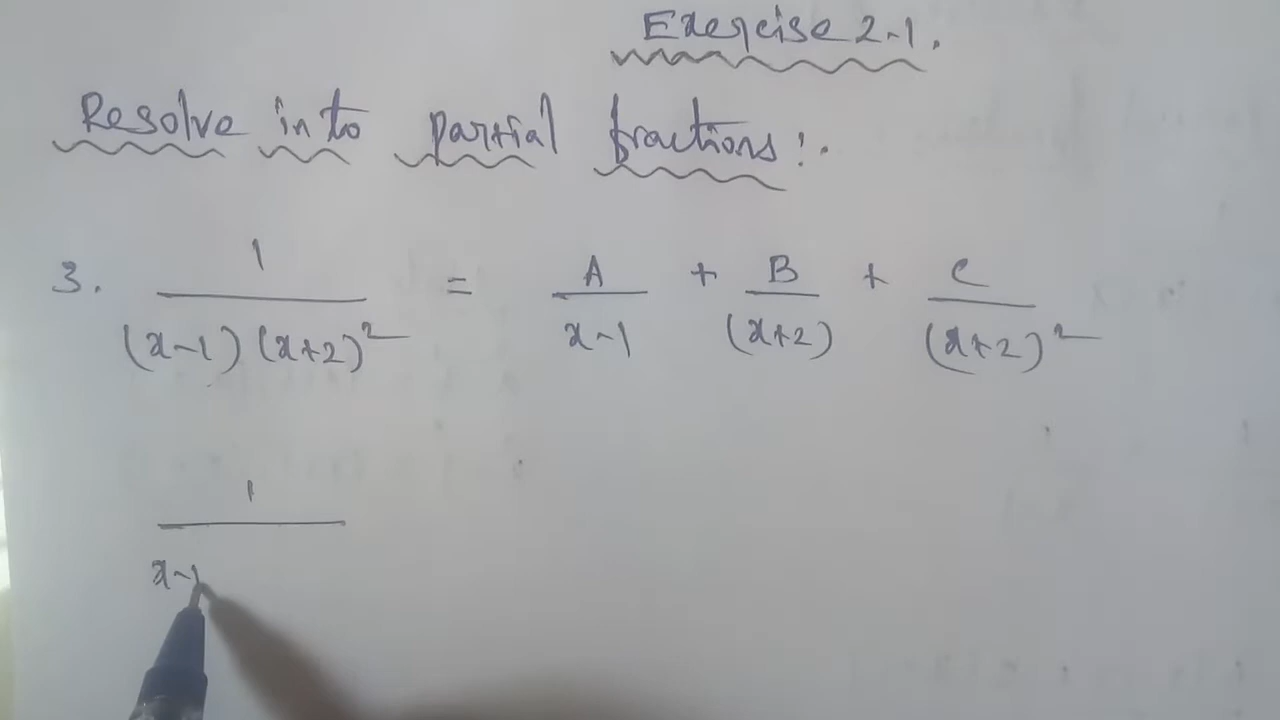 Exercise 2.1.
Resolve into partial fractions:.
3. 1/((x-1)(x+2)²) = A/(x-1) + B/((x+2)) + C/((x+2)²)
1/(x-1